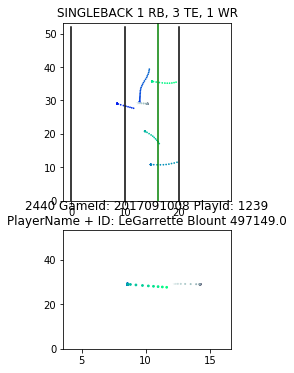 SINGLEBACK 1 RB, 3 TE, 1 WR
50
40
30
20
10
0
0 10 20
2440 GameId: 2017091008 PlayId: 1239
PlayerName + ID: LeGarrette Blount 497149.0
40
20
0
5 10 15